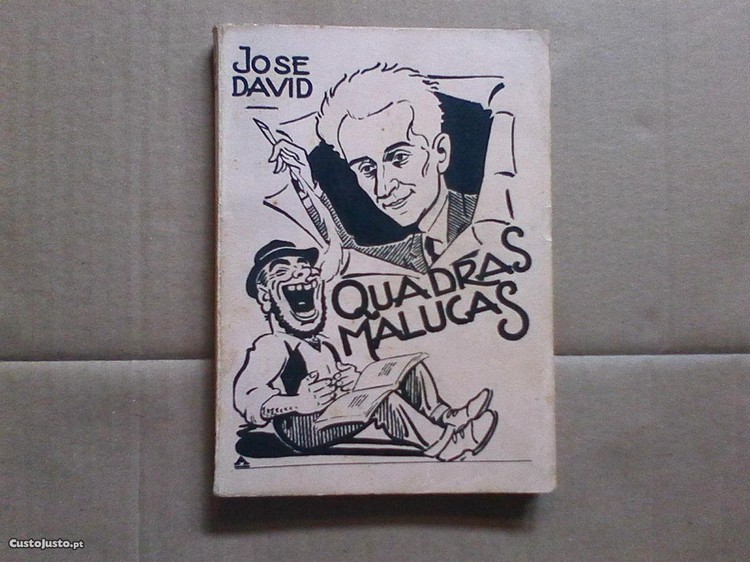 JOSE
DAVID
QUADRAS
MALUCAS
CustoJusto.pt